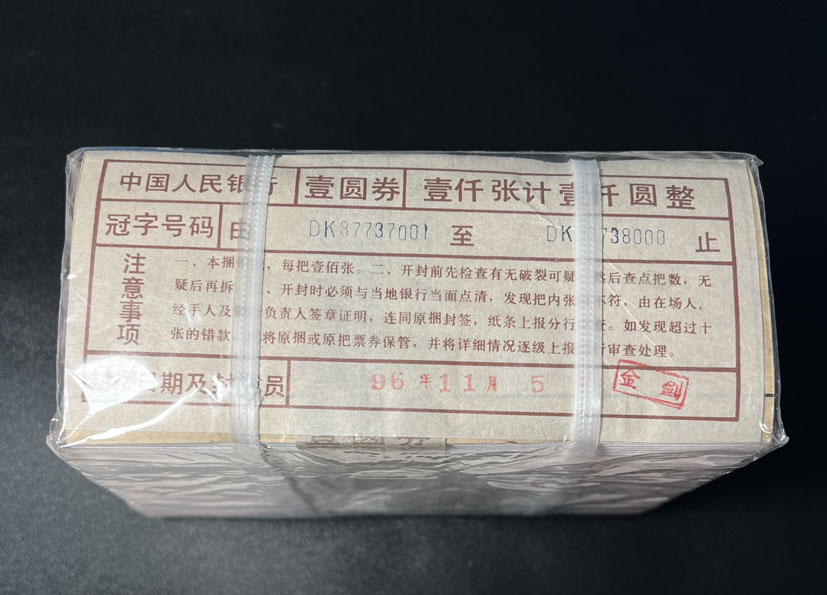 中国人民银行 壹圆券 壹仟张计壹仟圆整
冠字号码 由 DK37737001 至 DK 738000 止
注意事项
一、本捆 ，每把壹佰张。二、开封前先检查有无破裂可疑 然后查点把数，无
疑后再拆 、开封时必须与当地银行当面点清，发现把内张 不符，由在场人、
经手人及 负责人签章证明，连同原捆封签，纸条上报分行 。如发现超过十
张的错款 将原捆或原把票券保管，并将详细情况逐级上报 行审查处理。
日期及封 员 96年11月 5 金剑
壹圆券